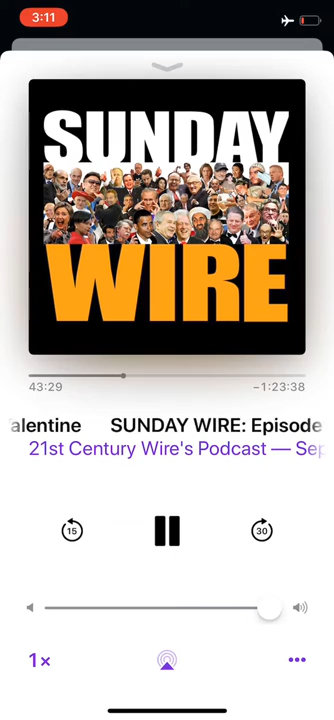 3:11
SUNDAY
WIRE
43:29
-1:23:38
alentine SUNDAY WIRE: Episode
21st Century Wire's Podcast — Sep
15
30
1×